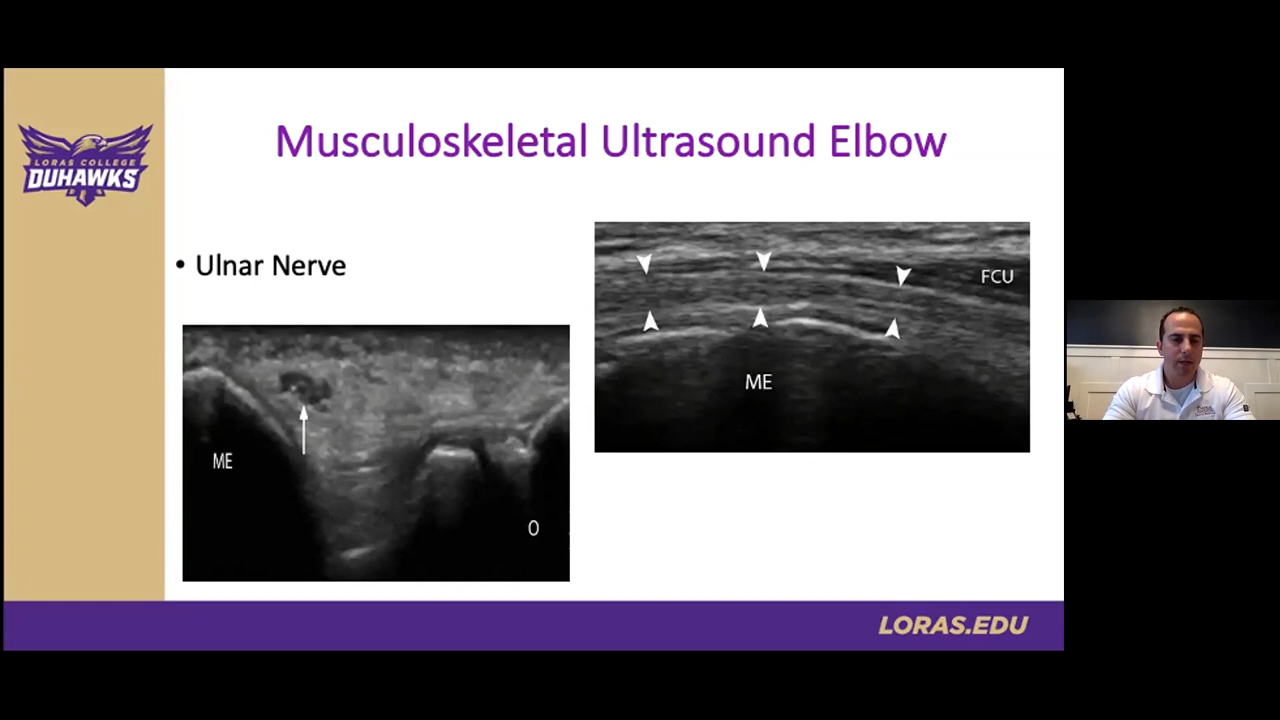 Musculoskeletal Ultrasound Elbow
LORAS COLLEGE
DUHAWKS
• Ulnar Nerve
FCU
ME
ME
O
LORAS.EDU